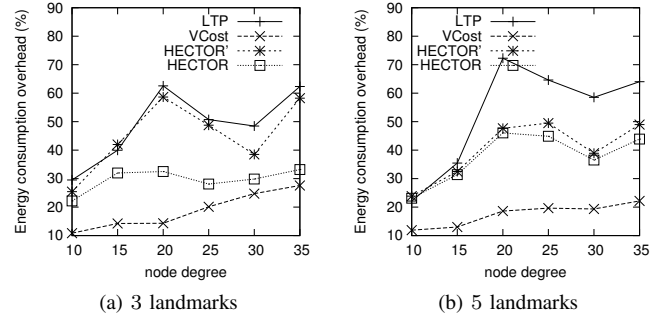 Energy consumption overhead (%)
90
80
70
60
50
40
30
20
10
LTP
VCost
HECTOR'
HECTOR
10 15 20 25 30 35
node degree
(a) 3 landmarks
Energy consumption overhead (%)
90
80
70
60
50
40
30
20
10
LTP
VCost
HECTOR'
HECTOR
10 15 20 25 30 35
node degree
(b) 5 landmarks